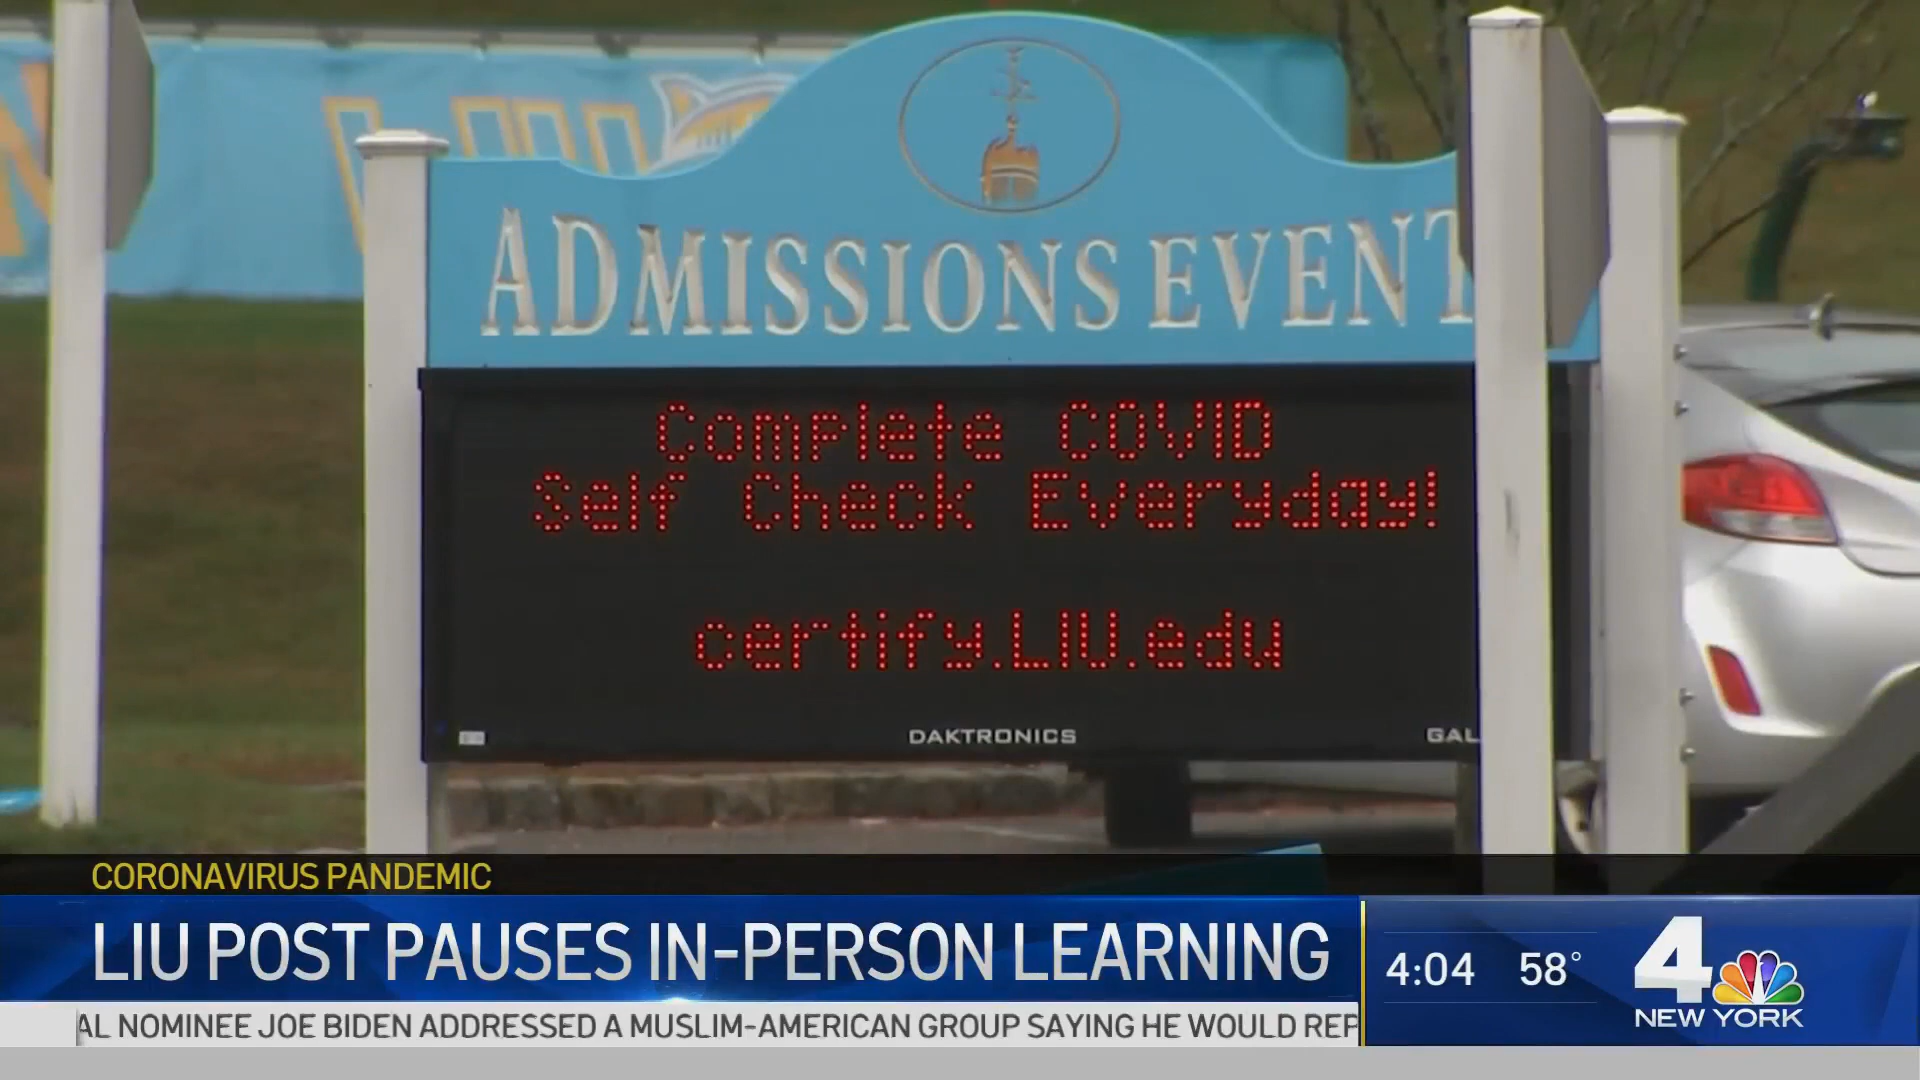 ADMISSIONS EVENT
Complete COVID
Self Check Everyday!
certify.LIU.edu
DAKTRONICS
GAL
CORONAVIRUS PANDEMIC
LIU POST PAUSES IN-PERSON LEARNING
4:04 58°
4
NEW YORK
AL NOMINEE JOE BIDEN ADDRESSED A MUSLIM-AMERICAN GROUP SAYING HE WOULD REP